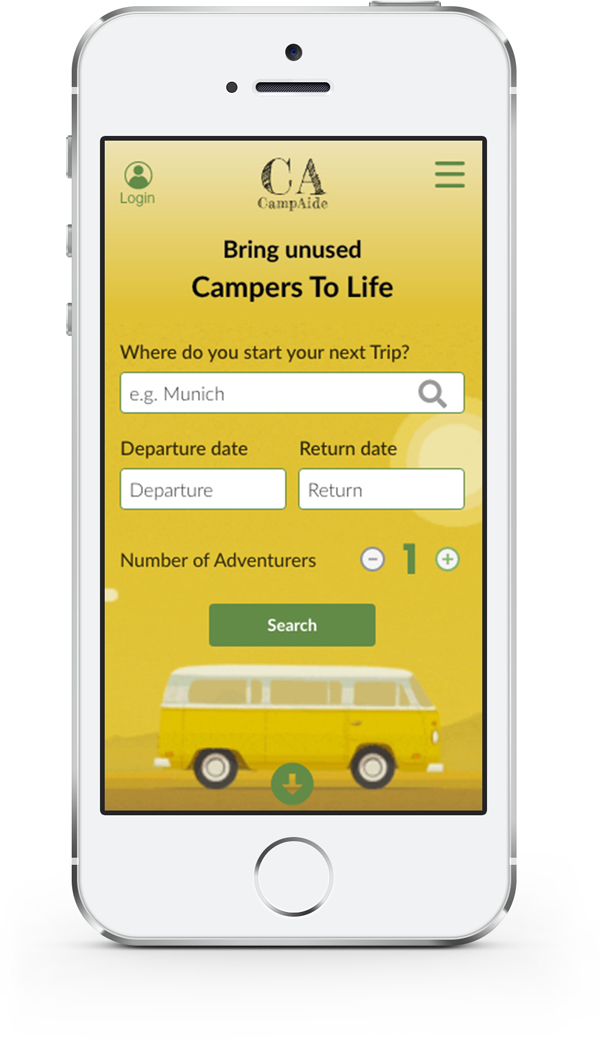 Login
CA
CampAide
Bring unused
Campers To Life
Where do you start your next Trip?
e.g. Munich
Departure date Return date
Departure Return
Number of Adventurers 1
Search